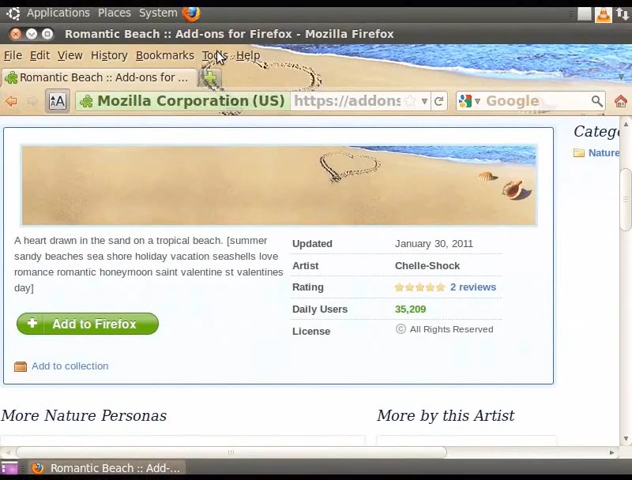 Applications Places System
Romantic Beach :: Add-ons for Firefox - Mozilla Firefox
File Edit View History Bookmarks Tools Help
Romantic Beach :: Add-ons for ...
AA Mozilla Corporation (US) https://addons Google
Catego
Nature
A heart drawn in the sand on a tropical beach. [summer
sandy beaches sea shore holiday vacation seashells love
romance romantic honeymoon saint valentine st valentines
day]
Updated January 30, 2011
Artist Chelle-Shock
Rating 2 reviews
Daily Users 35,209
License © All Rights Reserved
+ Add to Firefox
Add to collection
More Nature Personas
More by this Artist
Romantic Beach :: Add-...